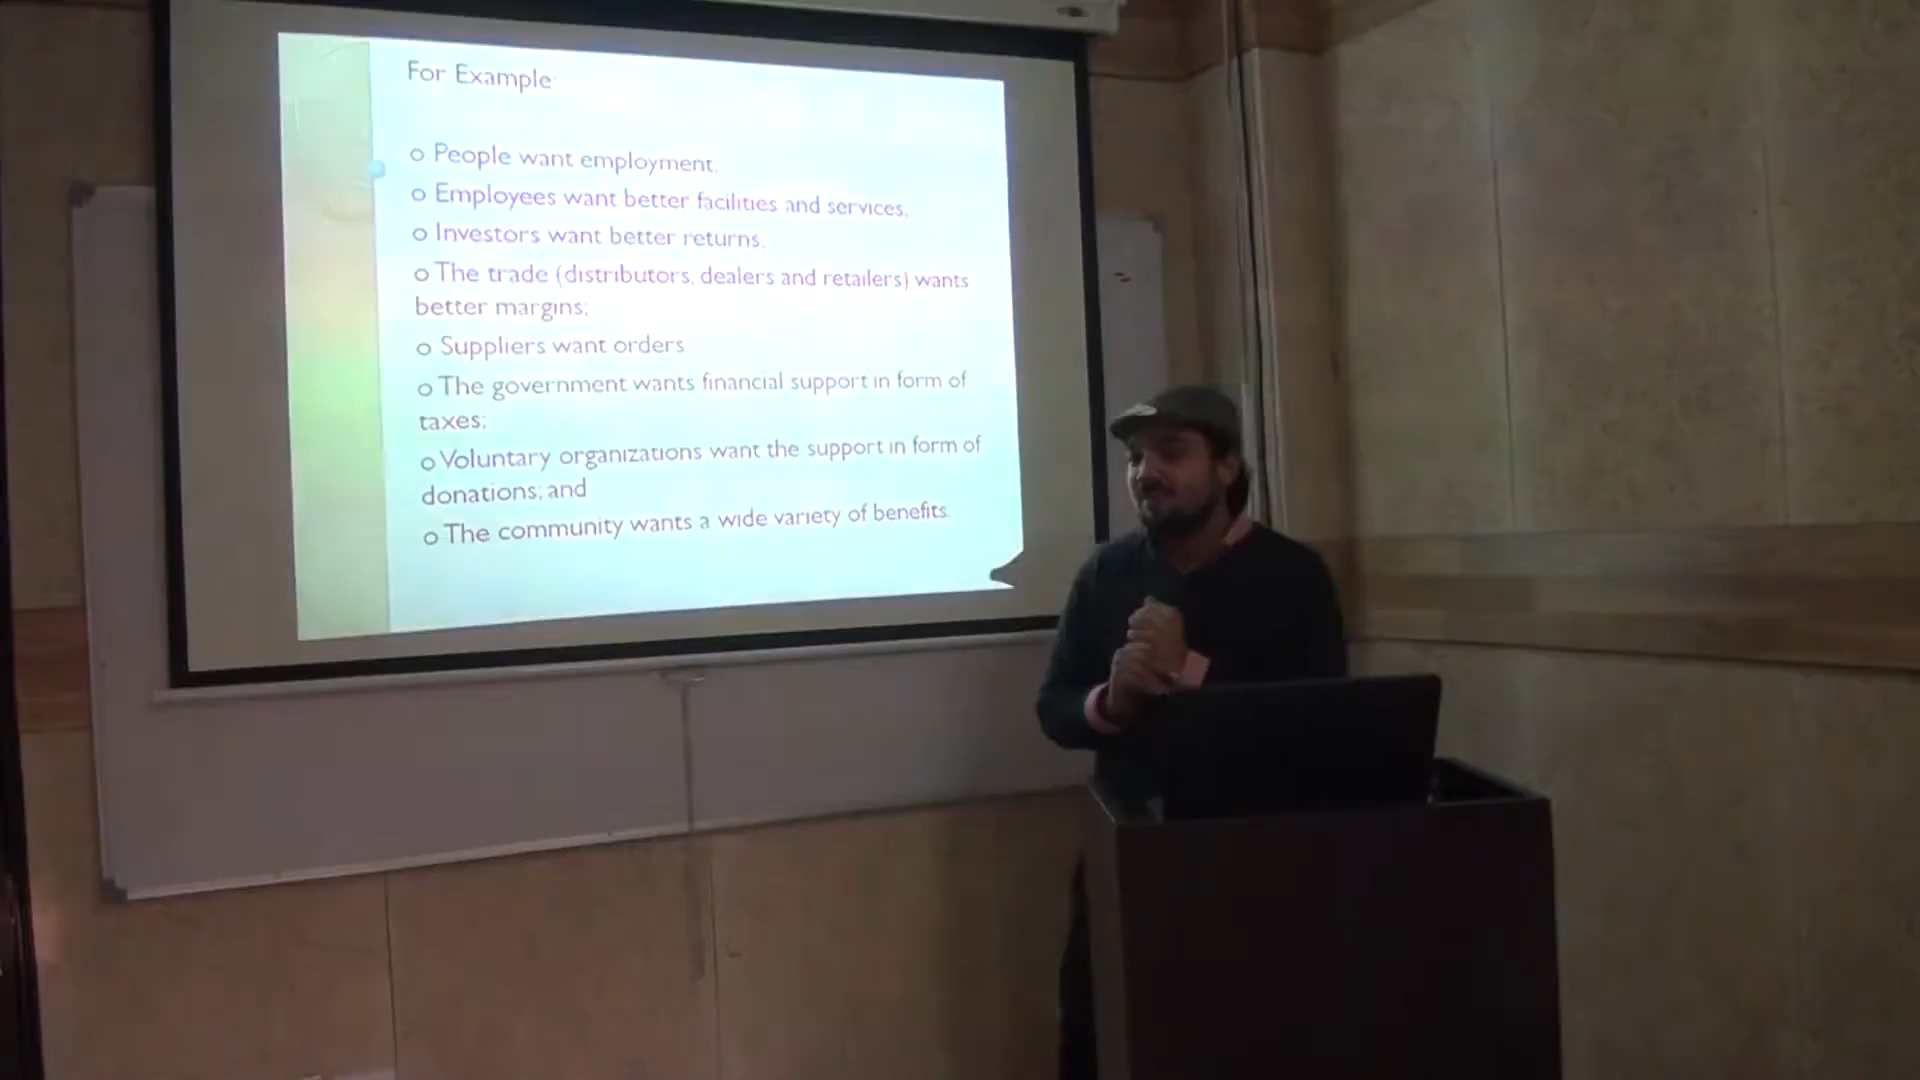 For Example
o People want employment;
o Employees want better facilities and services;
o Investors want better returns;
o The trade (distributors, dealers and retailers) wants
better margins;
o Suppliers want orders
o The government wants financial support in form of
taxes;
o Voluntary organizations want the support in form of
donations; and
o The community wants a wide variety of benefits.